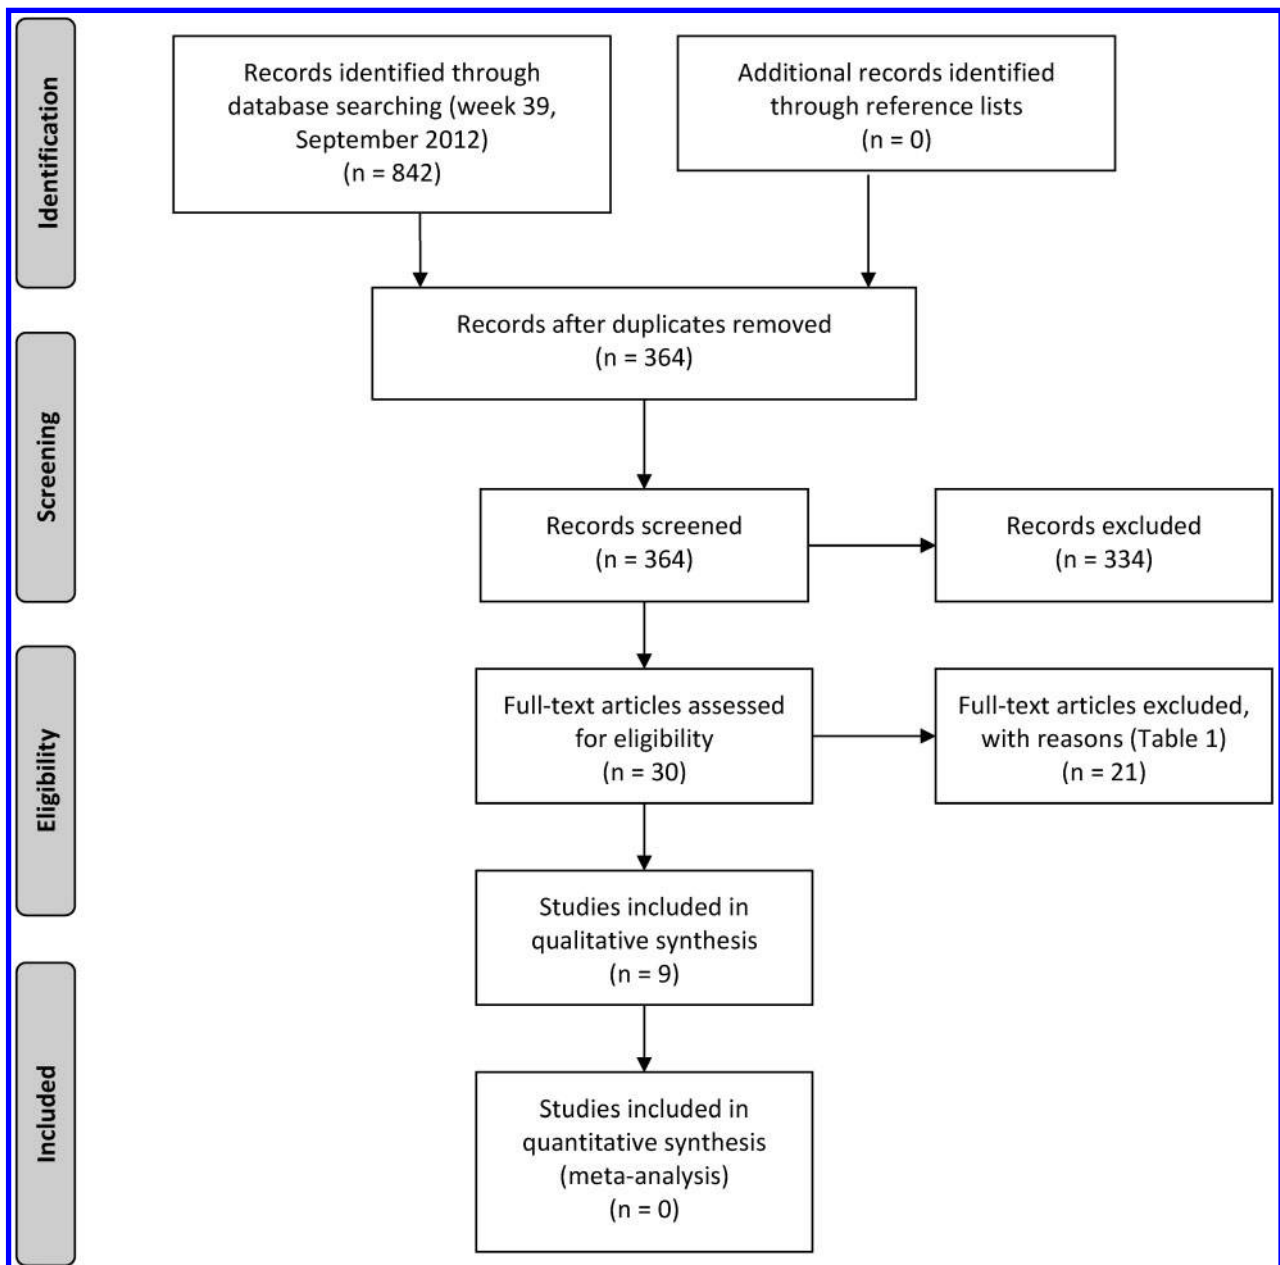 Identification
Records identified through
database searching (week 39,
September 2012)
(n = 842)
Additional records identified
through reference lists
(n = 0)
Records after duplicates removed
(n = 364)
Screening
Records screened
(n = 364)
Records excluded
(n = 334)
Eligibility
Full-text articles assessed
for eligibility
(n = 30)
Full-text articles excluded,
with reasons (Table 1)
(n = 21)
Studies included in
qualitative synthesis
(n = 9)
Included
Studies included in
quantitative synthesis
(meta-analysis)
(n = 0)